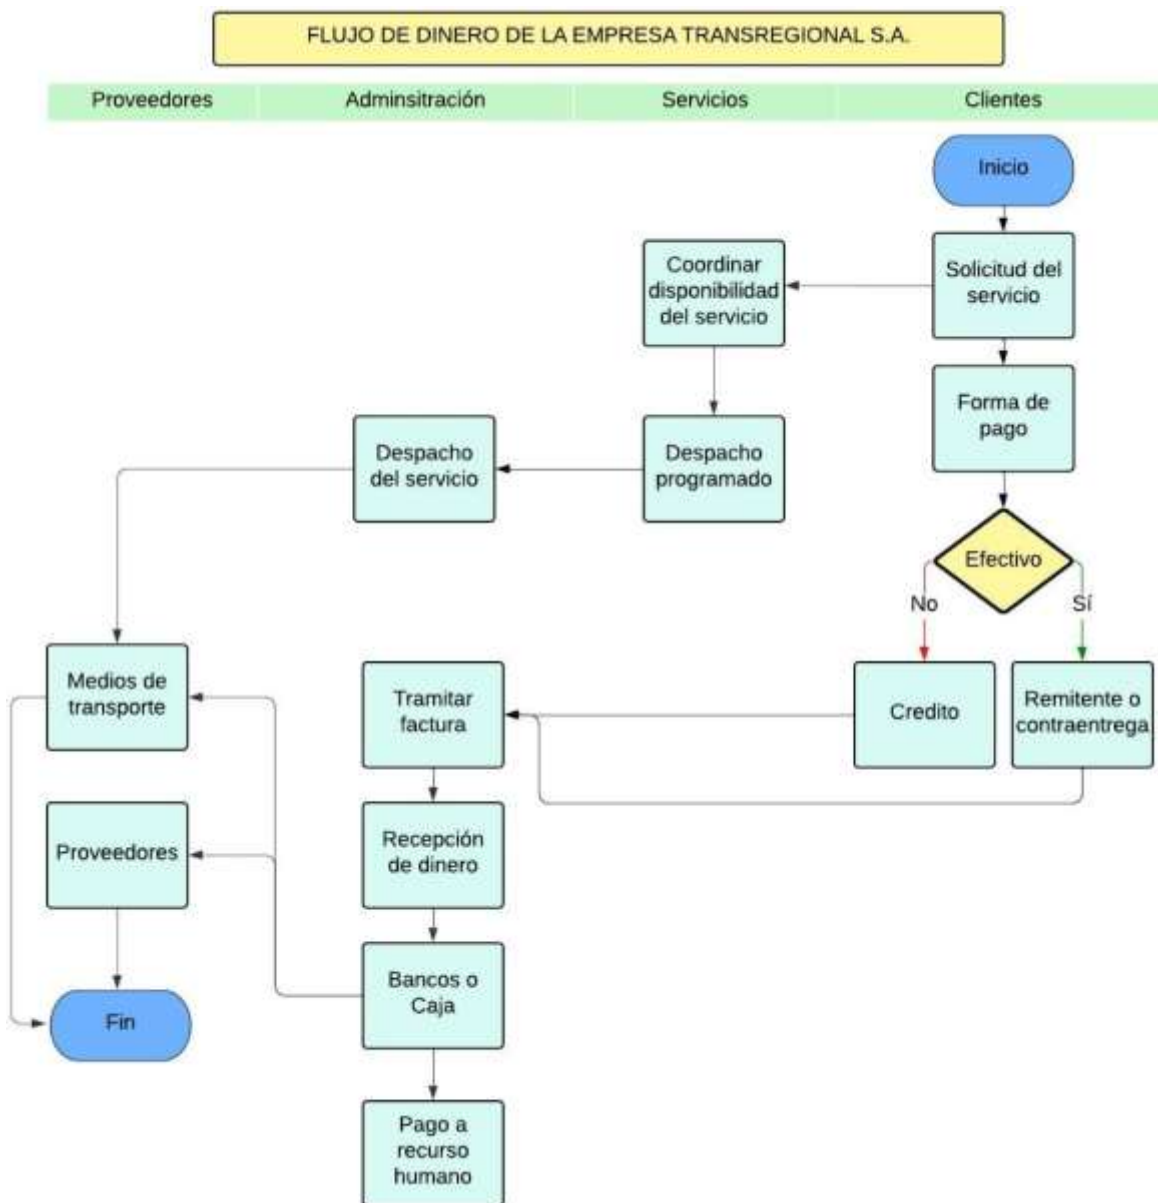 FLUJO DE DINERO DE LA EMPRESA TRANSREGIONAL S.A.
Proveedores
Adminsitración
Servicios
Clientes
Inicio
Coordinar
disponibilidad
del servicio
Solicitud del
servicio
Forma de
pago
Despacho
del servicio
Despacho
programado
Efectivo
No
Sí
Medios de
transporte
Tramitar
factura
Credito
Remitente o
contraentrega
Proveedores
Recepción
de dinero
Bancos o
Caja
Fin
Pago a
recurso
humano